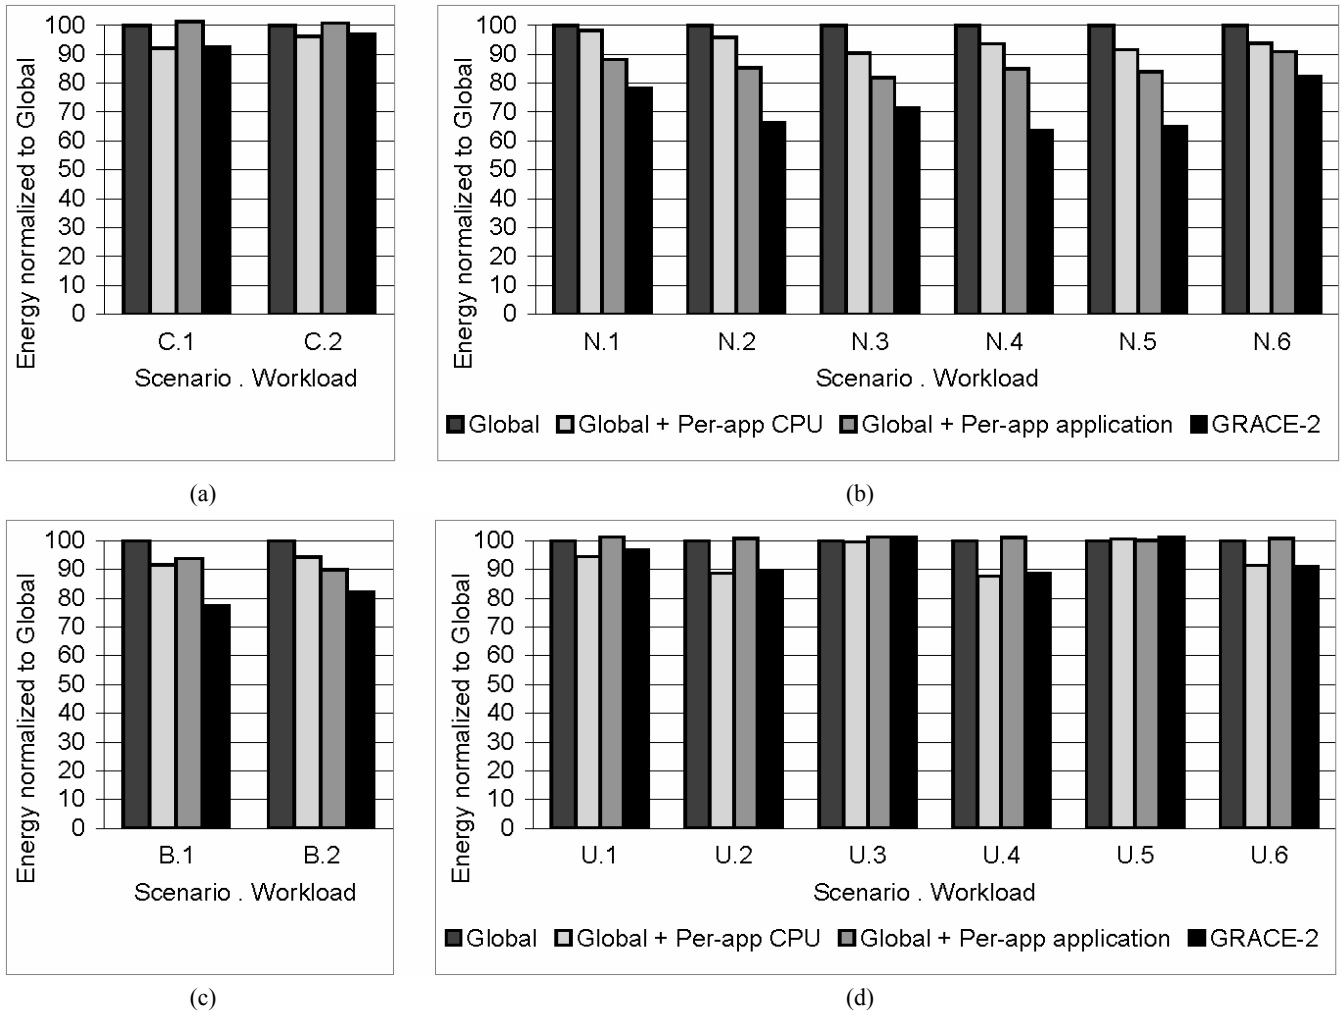 Energy normalized to Global
100
90
80
70
60
50
40
30
20
10
0
C.1 C.2
Scenario . Workload
(a)
Energy normalized to Global
100
90
80
70
60
50
40
30
20
10
0
N.1 N.2 N.3 N.4 N.5 N.6
Scenario . Workload
Global Global + Per-app CPU Global + Per-app application GRACE-2
(b)
Energy normalized to Global
100
90
80
70
60
50
40
30
20
10
0
B.1 B.2
Scenario . Workload
(c)
Energy normalized to Global
100
90
80
70
60
50
40
30
20
10
0
U.1 U.2 U.3 U.4 U.5 U.6
Scenario . Workload
Global Global + Per-app CPU Global + Per-app application GRACE-2
(d)